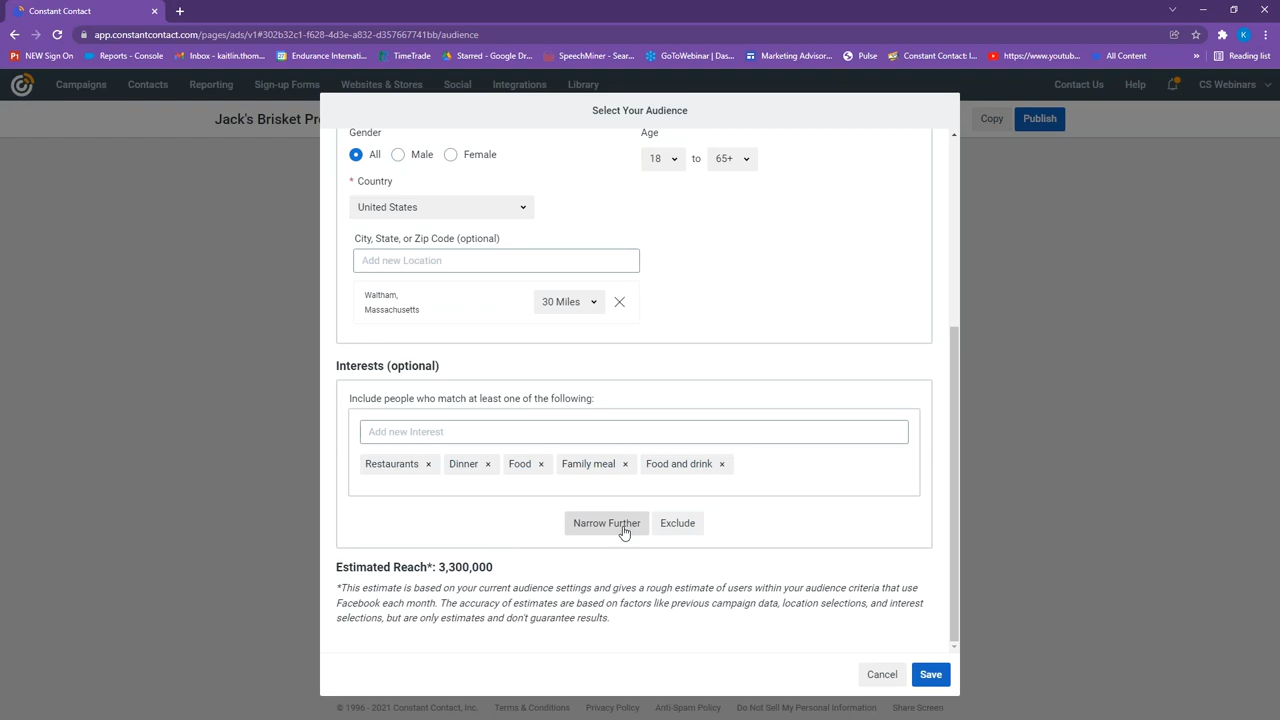 Constant Contact
app.constantcontact.com/pages/ads/v1#302b32c1-f628-4d3e-a832-d357667741bb/audience
NEW Sign On
Reports - Console
Inbox - kaitlin.thom...
Endurance Internati...
TimeTrade
Starred - Google Dr...
SpeechMiner - Sear...
GoToWebinar | Das...
Marketing Advisor...
Pulse
Constant Contact: I...
https://www.youtub...
All Content
»
Reading list
Campaigns
Contacts
Reporting
Sign-up Forms
Websites & Stores
Social
Integrations
Library
Contact Us
Help
CS Webinars
Jack's Brisket Pr
Copy
Publish
Select Your Audience
Gender
Age
All
Male
Female
18
to
65+
* Country
United States
City, State, or Zip Code (optional)
Add new Location
Waltham,
Massachusetts
30 Miles
Interests (optional)
Include people who match at least one of the following:
Add new Interest
Restaurants ×
Dinner ×
Food ×
Family meal ×
Food and drink ×
Narrow Further
Exclude
Estimated Reach*: 3,300,000
*This estimate is based on your current audience settings and gives a rough estimate of users within your audience criteria that use
Facebook each month. The accuracy of estimates are based on factors like previous campaign data, location selections, and interest
selections, but are only estimates and don't guarantee results.
Cancel
Save
© 1996 - 2021 Constant Contact, Inc.
Terms & Conditions
Privacy Policy
Anti-Spam Policy
Do Not Sell My Personal Information
Share Screen